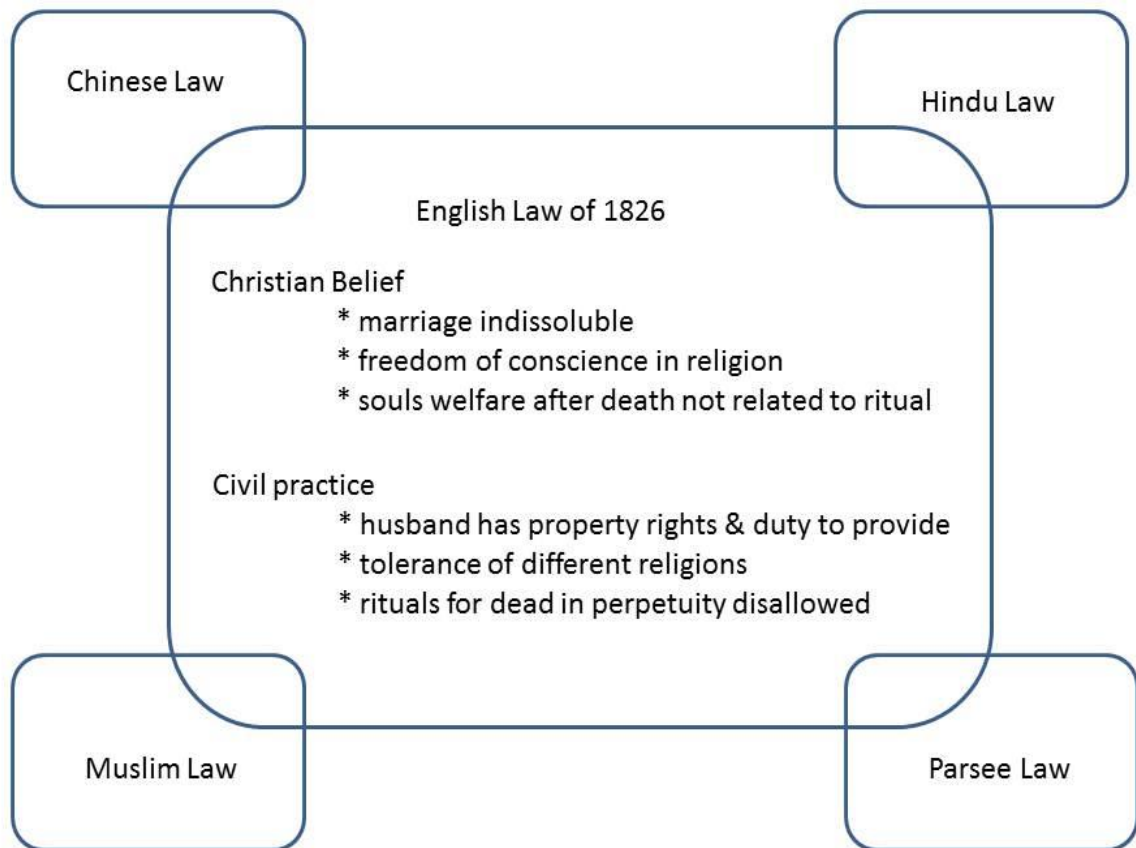 Chinese Law
Hindu Law
English Law of 1826
Christian Belief
* marriage indissoluble
* freedom of conscience in religion
* souls welfare after death not related to ritual
Civil practice
* husband has property rights & duty to provide
* tolerance of different religions
* rituals for dead in perpetuity disallowed
Muslim Law
Parsee Law